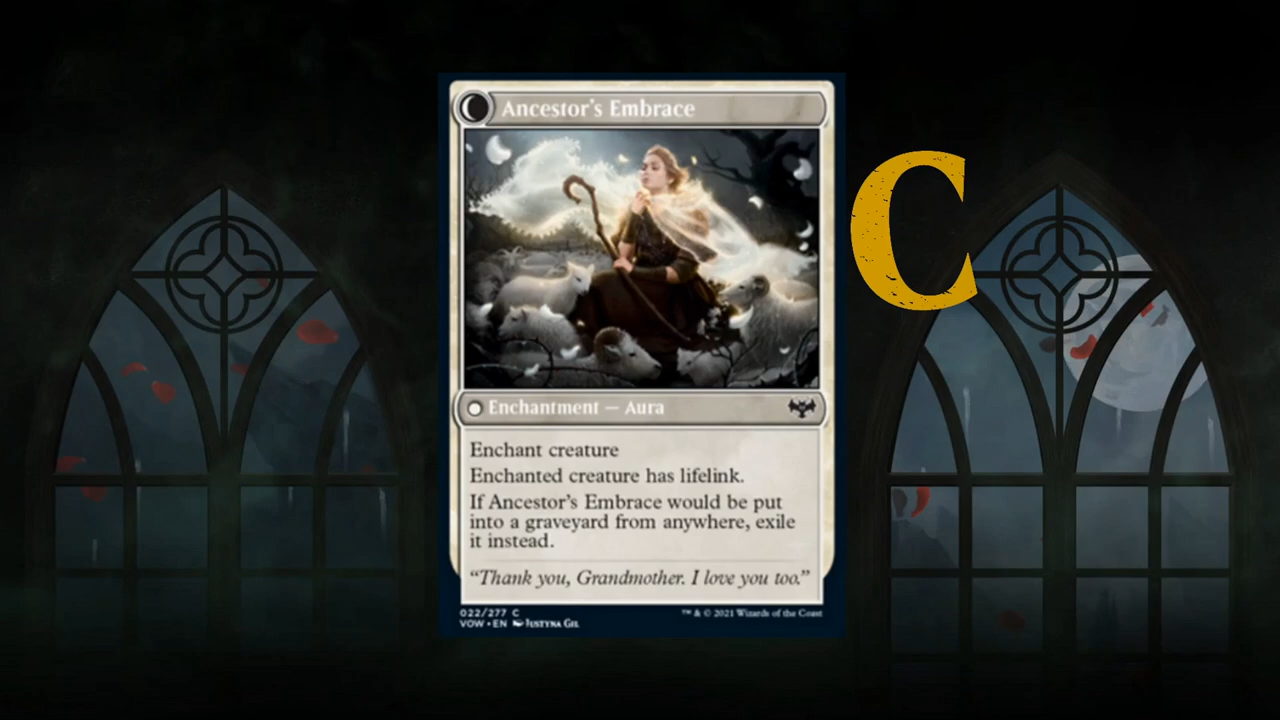 Ancestor's Embrace
C
Enchantment — Aura
Enchant creature
Enchanted creature has lifelink.
If Ancestor's Embrace would be put
into a graveyard from anywhere, exile
it instead.
“Thank you, Grandmother. I love you too.”
022/277 C
™ & © 2021 Wizards of the Coast
VOW • EN Justyna Gil